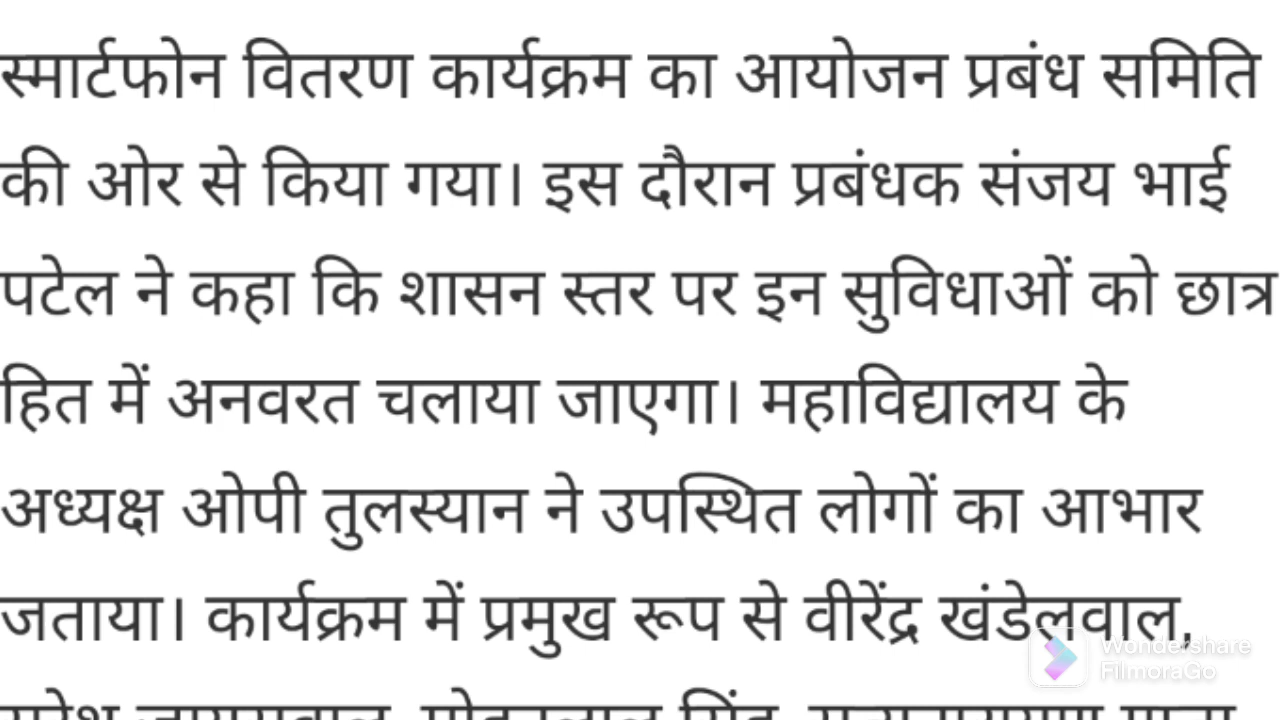 स्मार्टफोन वितरण कार्यक्रम का आयोजन प्रबंध समिति
की ओर से किया गया। इस दौरान प्रबंधक संजय भाई
पटेल ने कहा कि शासन स्तर पर इन सुविधाओं को छात्र
हित में अनवरत चलाया जाएगा। महाविद्यालय के
अध्यक्ष ओपी तुलस्यान ने उपस्थित लोगों का आभार
जताया। कार्यक्रम में प्रमुख रूप से वीरेंद्र खंडेलवाल,
Wondershare
FilmoraGo